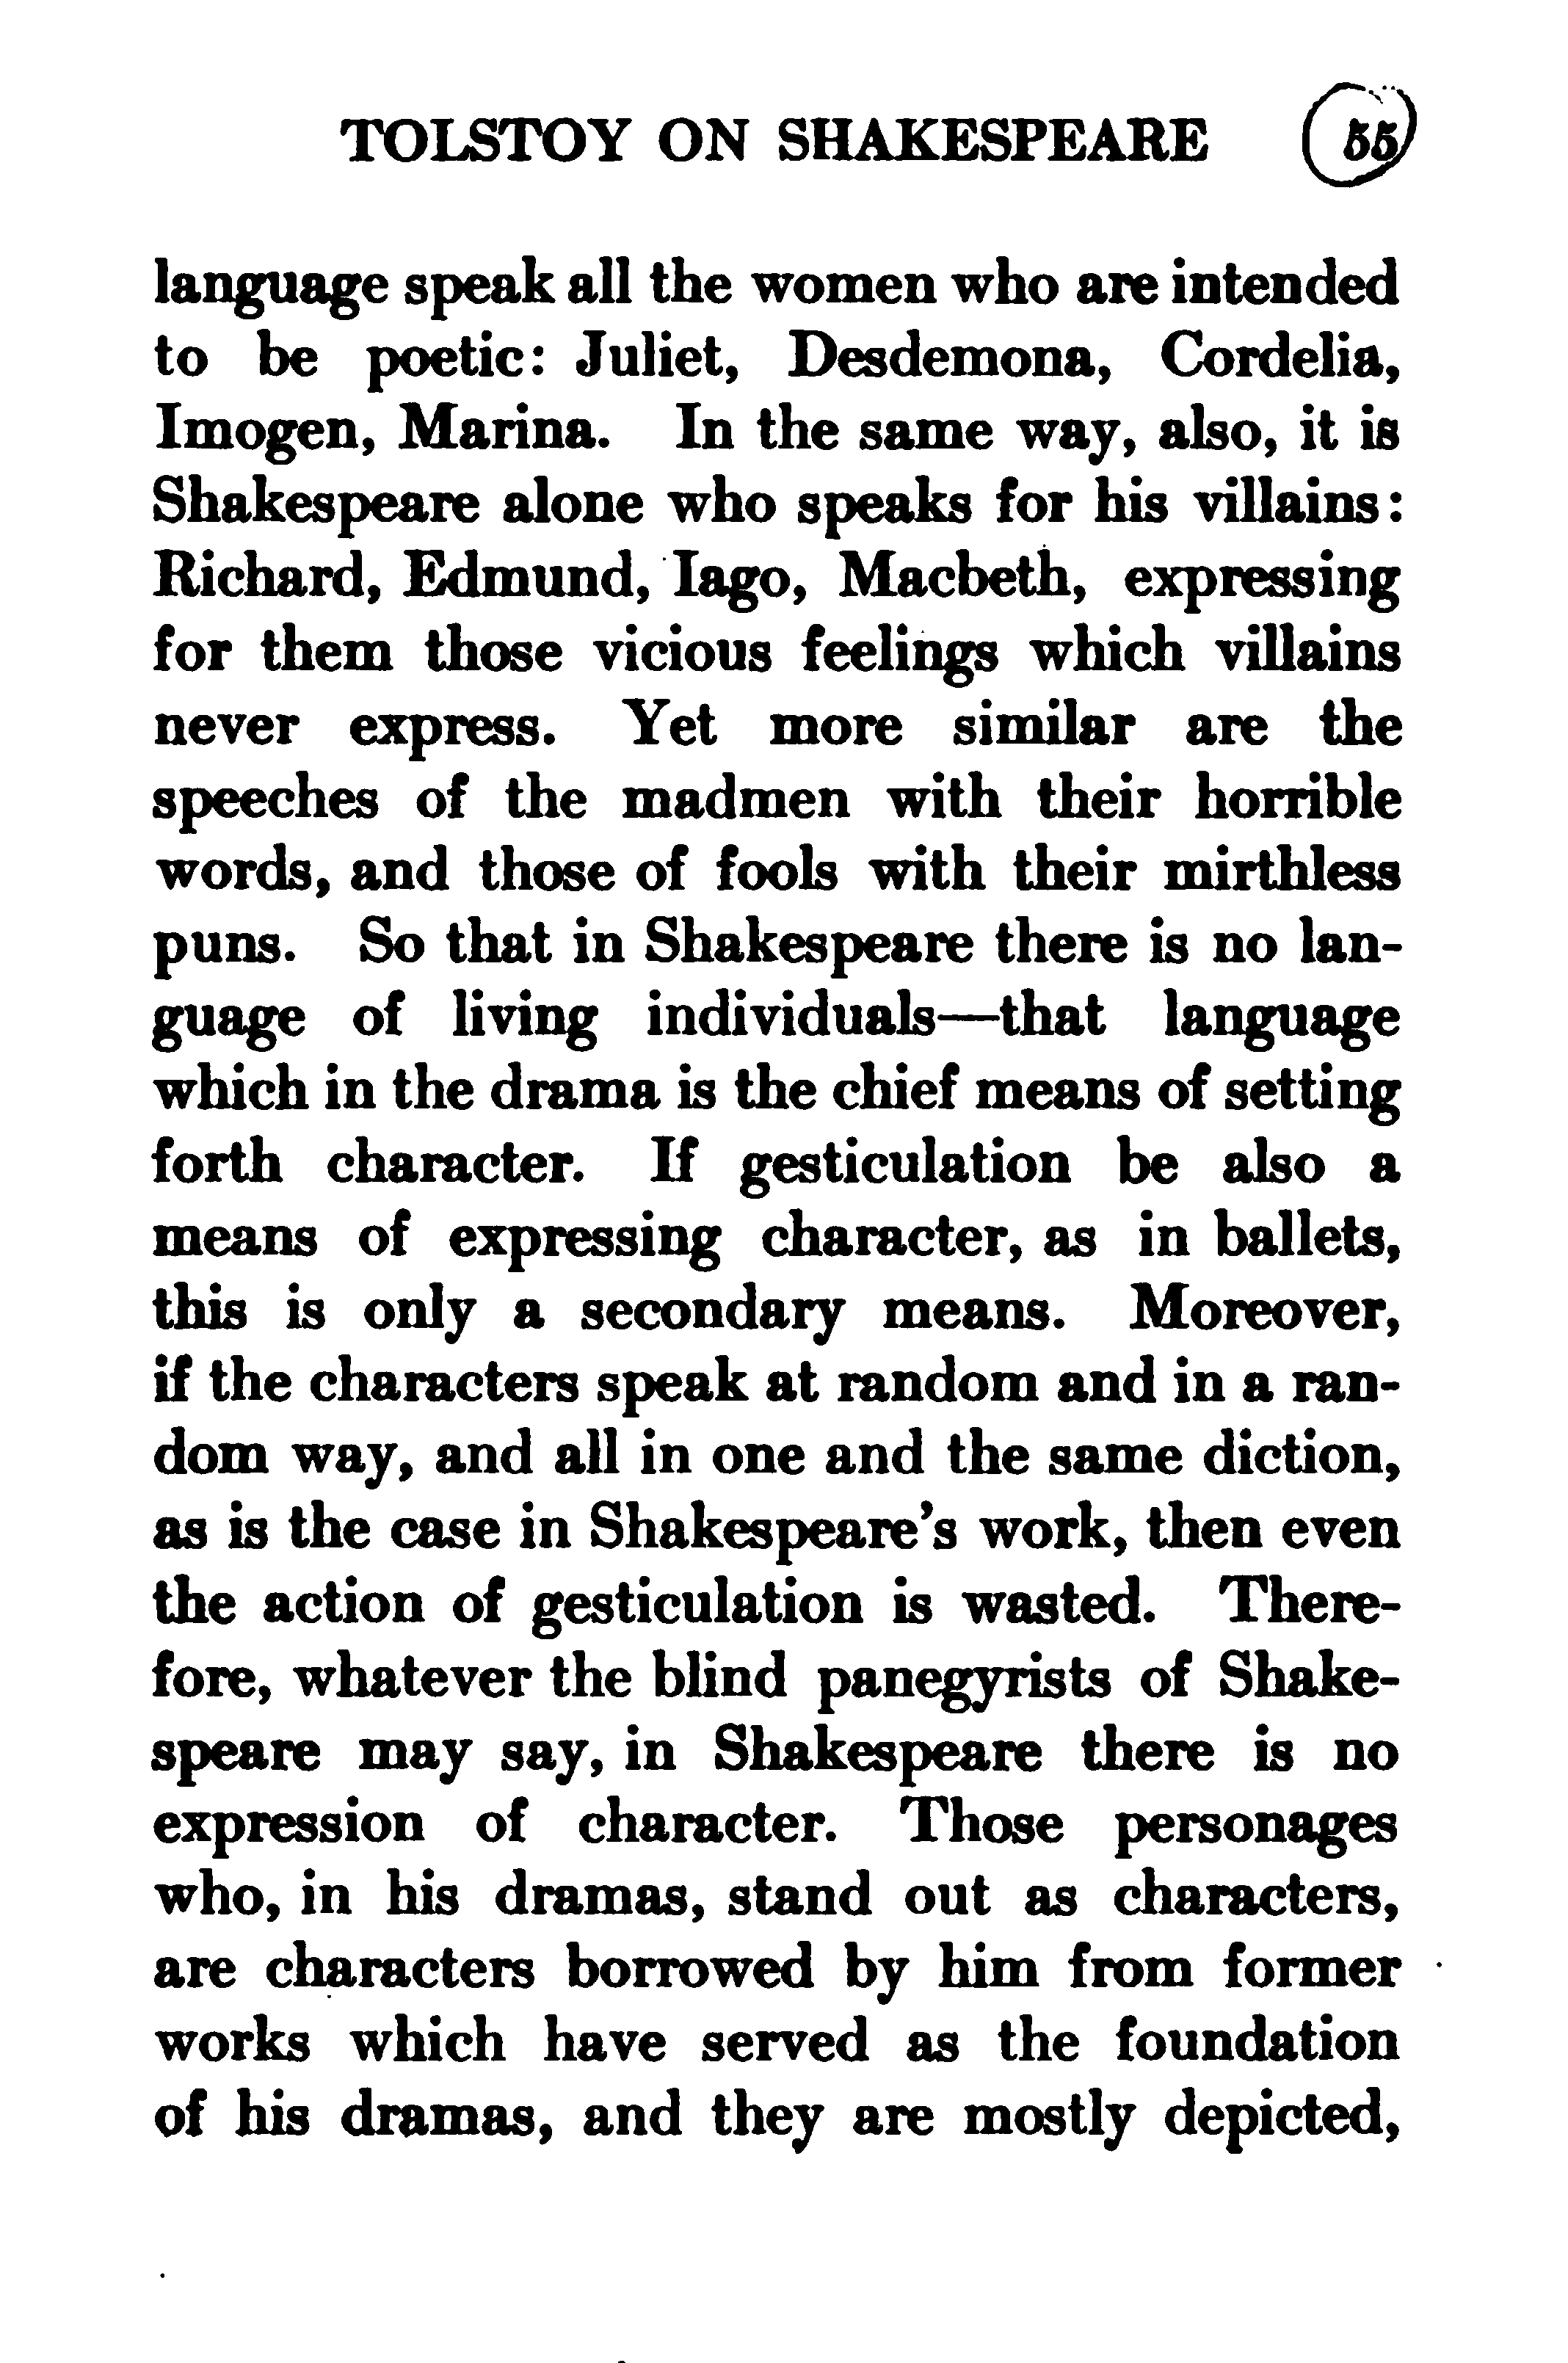 TOLSTOY ON SHAKESPEARE 55
language speak all the women who are intended
to be poetic: Juliet, Desdemona, Cordelia,
Imogen, Marina. In the same way, also, it is
Shakespeare alone who speaks for his villains:
Richard, Edmund, Iago, Macbeth, expressing
for them those vicious feelings which villains
never express. Yet more similar are the
speeches of the madmen with their horrible
words, and those of fools with their mirthless
puns. So that in Shakespeare there is no lan-
guage of living individuals—that language
which in the drama is the chief means of setting
forth character. If gesticulation be also a
means of expressing character, as in ballets,
this is only a secondary means. Moreover,
if the characters speak at random and in a ran-
dom way, and all in one and the same diction,
as is the case in Shakespeare's work, then even
the action of gesticulation is wasted. There-
fore, whatever the blind panegyrists of Shake-
speare may say, in Shakespeare there is no
expression of character. Those personages
who, in his dramas, stand out as characters,
are characters borrowed by him from former
works which have served as the foundation
of his dramas, and they are mostly depicted,